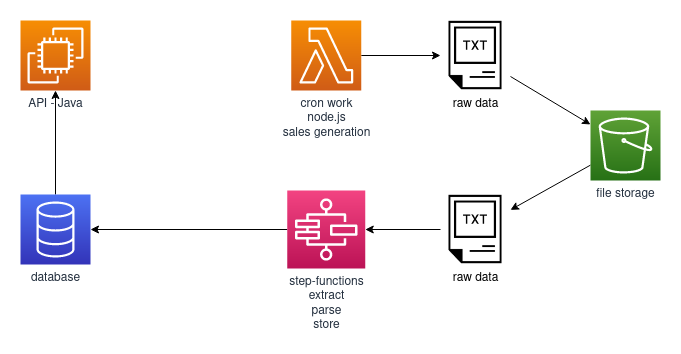 TXT
API - Java
cron work
node.js
sales generation
raw data
file storage
TXT
database
step-functions
extract
parse
store
raw data